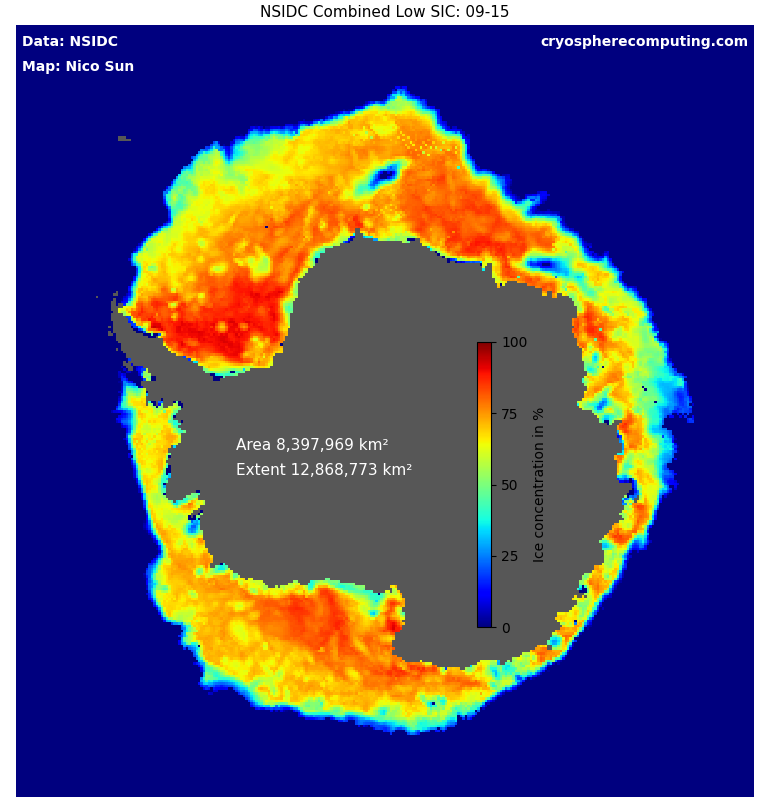 NSIDC Combined Low SIC: 09-15
Data: NSIDC
cryospherecomputing.com
Map: Nico Sun
100
75
50
25
0
Ice concentration in %
Area 8,397,969 km²
Extent 12,868,773 km²